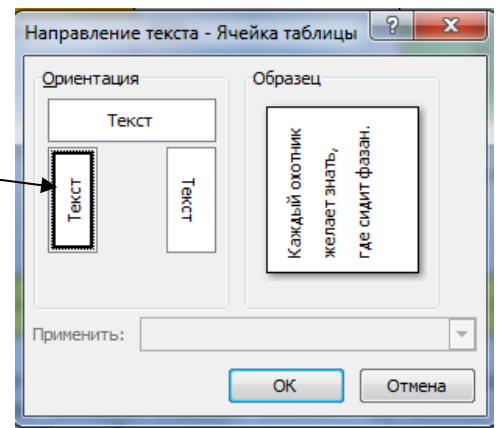 Направление текста - Ячейка таблицы
Ориентация
Текст
Текст
Текст
Образец
Каждый охотник
желает знать,
где сидит фазан.
Применить:
ОК
Отмена